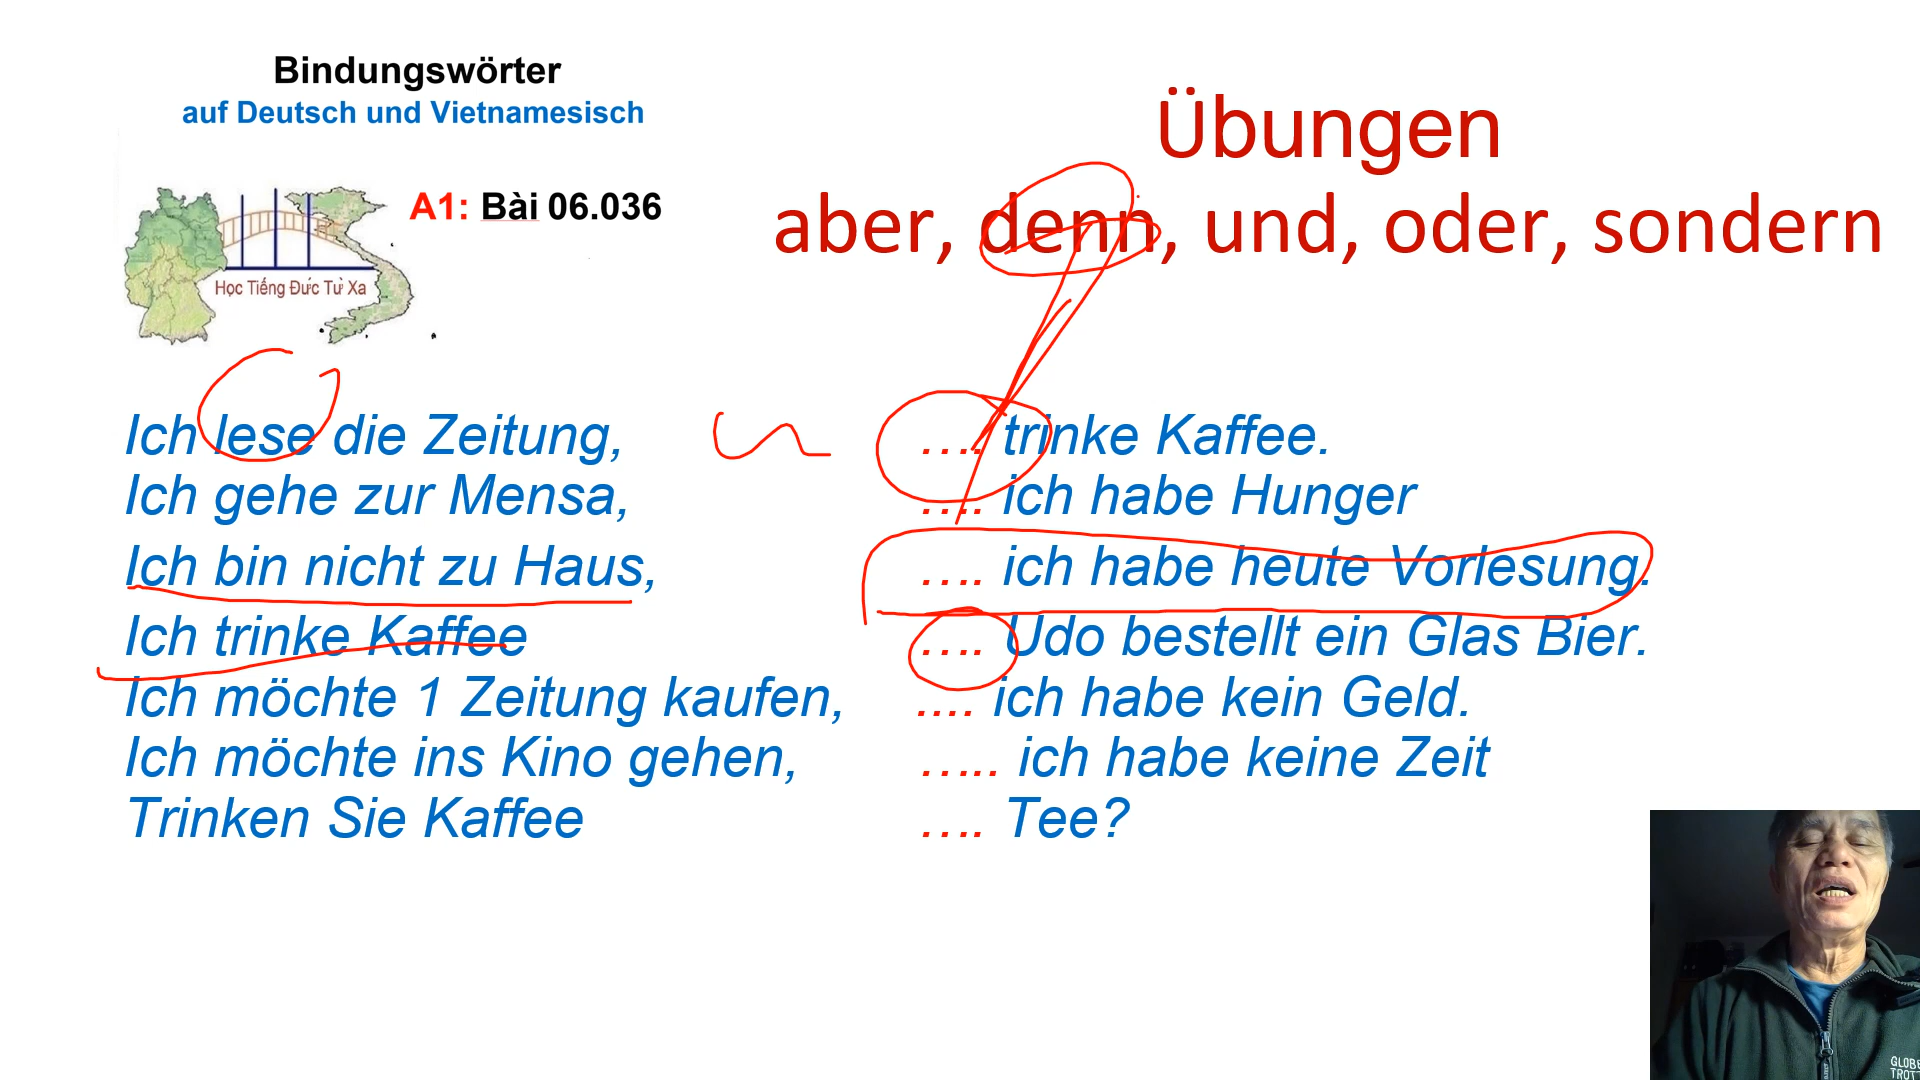 Bindungswörter
auf Deutsch und Vietnamesisch
A1: Bài 06.036
Học Tiếng Đức Từ Xa
Übungen
aber, denn, und, oder, sondern
Ich lese die Zeitung, .... trinke Kaffee.
Ich gehe zur Mensa, .... ich habe Hunger
Ich bin nicht zu Haus, .... ich habe heute Vorlesung.
Ich trinke Kaffee .... Udo bestellt ein Glas Bier.
Ich möchte 1 Zeitung kaufen, .... ich habe kein Geld.
Ich möchte ins Kino gehen, ..... ich habe keine Zeit
Trinken Sie Kaffee .... Tee?